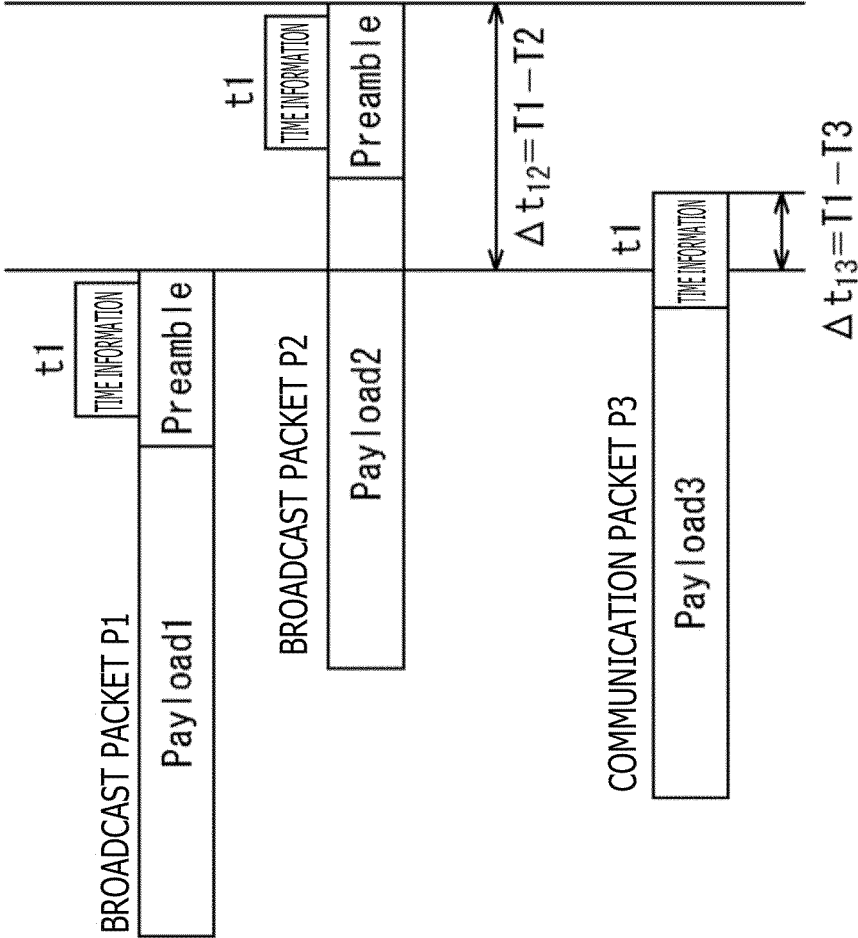 BROADCAST PACKET P1
t1
TIME INFORMATION
Payload1
Preamble
BROADCAST PACKET P2
t1
TIME INFORMATION
Payload2
Preamble
Δt₁₂=T1−T2
COMMUNICATION PACKET P3
t1
Payload3
TIME INFORMATION
Δt₁₃=T1−T3